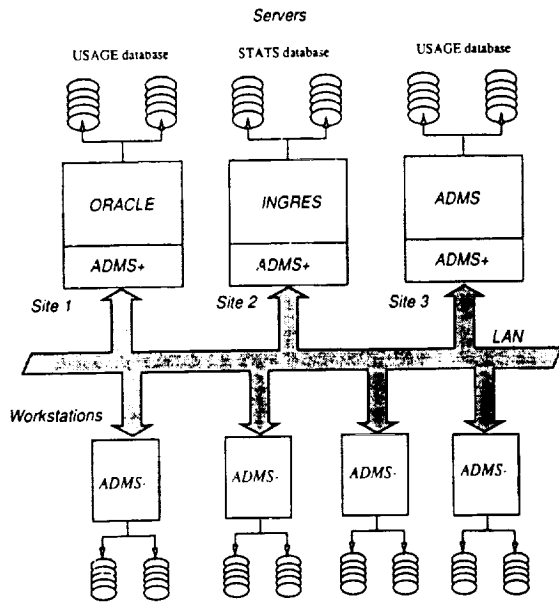 Servers
USAGE database
STATS database
USAGE database
ORACLE
INGRES
ADMS
ADMS+
ADMS+
ADMS+
Site 1
Site 2
Site 3
LAN
Workstations
ADMS-
ADMS-
ADMS-
ADMS-